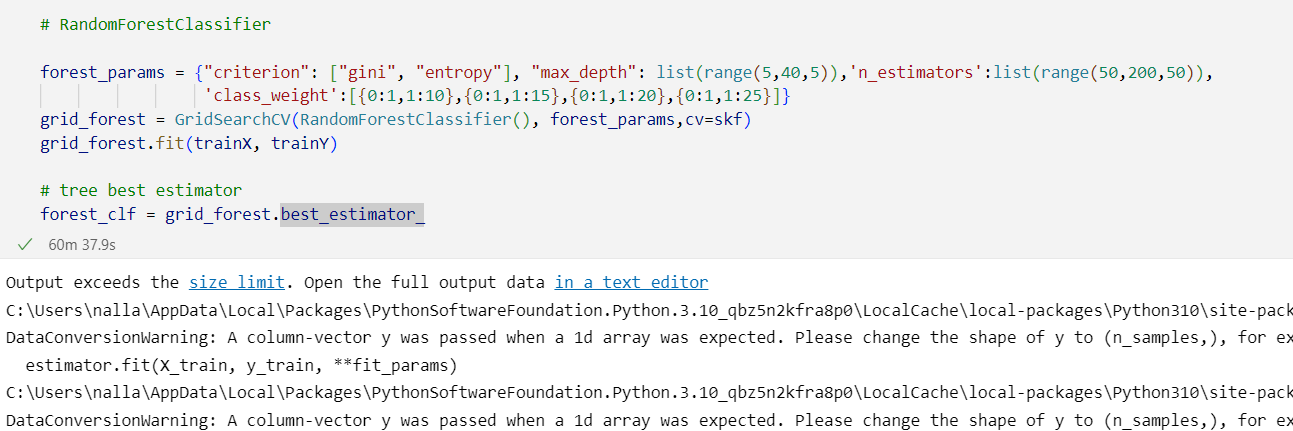 # RandomForestClassifier
forest_params = {"criterion": ["gini", "entropy"], "max_depth": list(range(5,40,5)),'n_estimators':list(range(50,200,50)),
'class_weight':[{0:1,1:10},{0:1,1:15},{0:1,1:20},{0:1,1:25}]}
grid_forest = GridSearchCV(RandomForestClassifier(), forest_params,cv=skf)
grid_forest.fit(trainX, trainY)
# tree best estimator
forest_clf = grid_forest.best_estimator_
60m 37.9s
Output exceeds the size limit. Open the full output data in a text editor
C:\Users\nalla\AppData\Local\Packages\PythonSoftwareFoundation.Python.3.10_qbz5n2kfra8p0\LocalCache\local-packages\Python310\site-pack
DataConversionWarning: A column-vector y was passed when a 1d array was expected. Please change the shape of y to (n_samples,), for ex
estimator.fit(X_train, y_train, **fit_params)
C:\Users\nalla\AppData\Local\Packages\PythonSoftwareFoundation.Python.3.10_qbz5n2kfra8p0\LocalCache\local-packages\Python310\site-pack
DataConversionWarning: A column-vector y was passed when a 1d array was expected. Please change the shape of y to (n_samples,), for ex